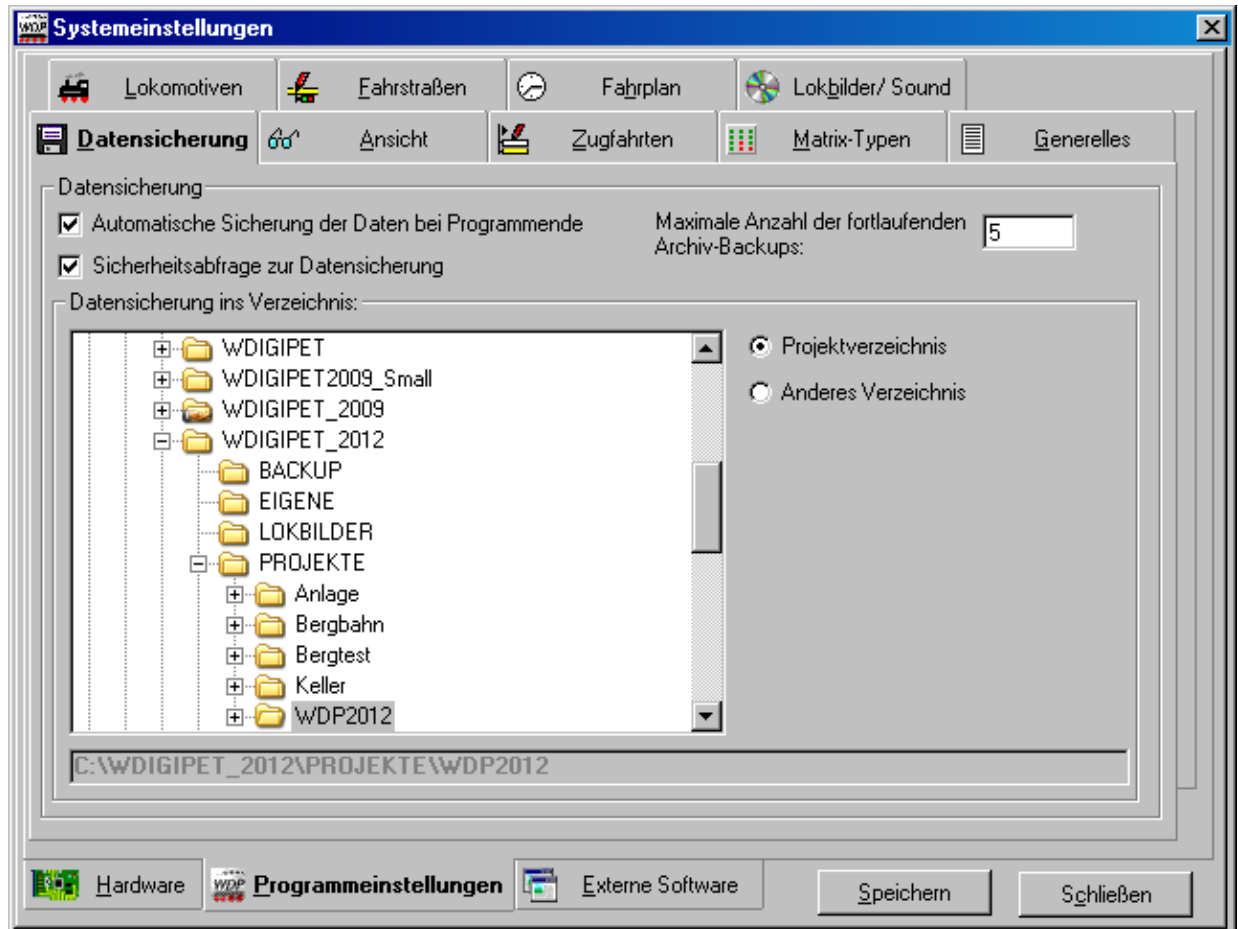 Systemeinstellungen
Lokomotiven
Fahrstraßen
Fahrplan
Lokbilder/ Sound
Datensicherung
Ansicht
Zugfahrten
Matrix-Typen
Generelles
Datensicherung
Automatische Sicherung der Daten bei Programmende
Maximale Anzahl der fortlaufenden
Archiv-Backups:
5
Sicherheitsabfrage zur Datensicherung
Datensicherung ins Verzeichnis:
WDIGIPET
WDIGIPET2009_Small
WDIGIPET_2009
WDIGIPET_2012
BACKUP
EIGENE
LOKBILDER
PROJEKTE
Anlage
Bergbahn
Bergtest
Keller
WDP2012
Projektverzeichnis
Anderes Verzeichnis
C:\WDIGIPET_2012\PROJEKTE\WDP2012
Hardware
WDP
Programmeinstellungen
Externe Software
Speichern
Schließen